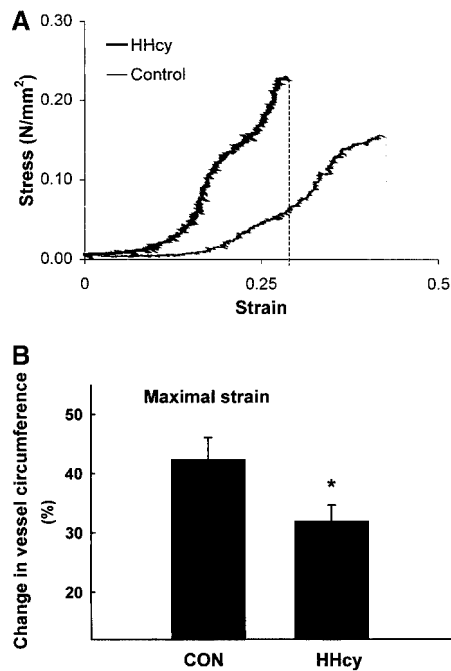 A
HHcy
Control
Stress (N/mm²)
0.30
0.20
0.10
0.00
0
0.25
0.5
Strain
B
Maximal strain
Change in vessel circumference
(%)
50
40
30
20
*
CON
HHcy